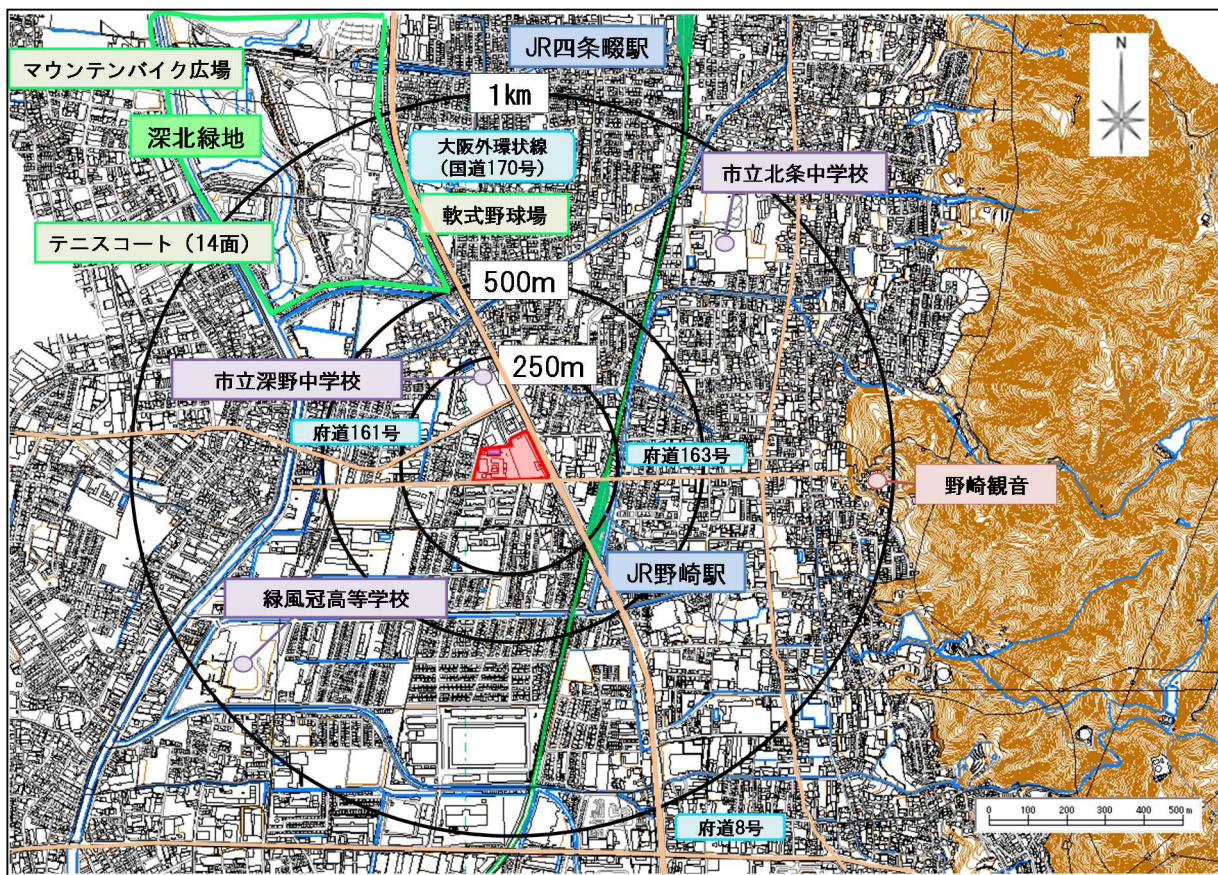 JR四条畷駅
N
マウンテンバイク広場
1km
深北緑地
大阪外環状線
(国道170号)
市立北条中学校
軟式野球場
テニスコート（14面）
500m
250m
市立深野中学校
府道161号
府道163号
野崎観音
JR野崎駅
緑風冠高等学校
0 100 200 300 400 500m
府道8号